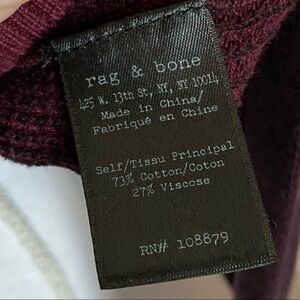 rag & bone
425 W. 13th St, NY, NY 10014
Made in China/
Fabriqué en Chine
Self/Tissu Principal
73% Cotton/Coton
27% Viscose
RN# 108879